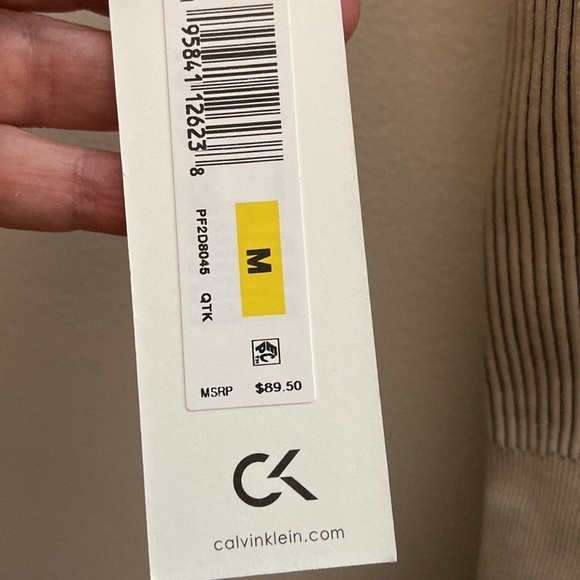 95841 12623 8
PF2D8045 QTK
M
MSRP $89.50
CK
calvinklein.com